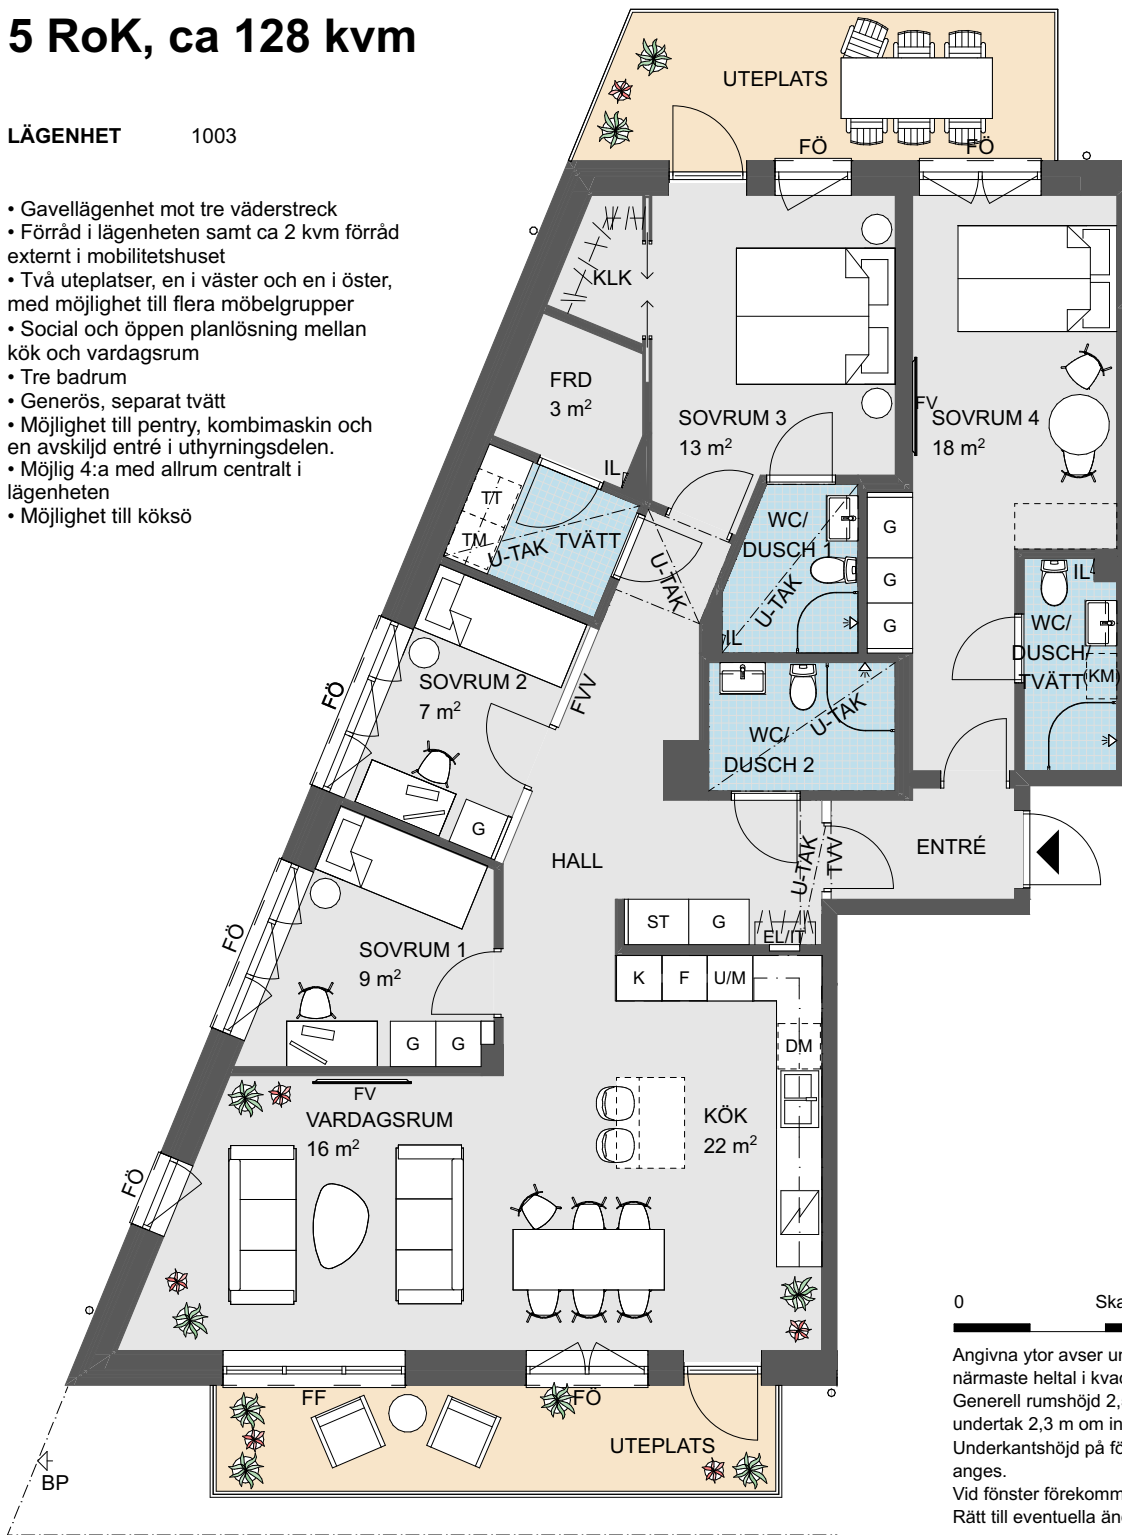 5 RoK, ca 128 kvm
LÄGENHET 1003
• Gavellägenhet mot tre väderstreck
• Förråd i lägenheten samt ca 2 kvm förråd
externt i mobilitetshuset
• Två uteplatser, en i väster och en i öster,
med möjlighet till flera möbelgrupper
• Social och öppen planlösning mellan
kök och vardagsrum
• Tre badrum
• Generös, separat tvätt
• Möjlighet till pentry, kombimaskin och
en avskiljd entré i uthyrningsdelen.
• Möjlig 4:a med allrum centralt i
lägenheten
• Möjlighet till köksö
UTEPLATS
FÖ
FÖ
KLK
FRD
3 m²
SOVRUM 3
13 m²
FV
SOVRUM 4
18 m²
IL
TT
TM
U-TAK
TVÄTT
U-TAK
WC/
DUSCH 1
U-TAK
IL
G
G
G
IL
WC/
DUSCH/
TVÄTT
KM
SOVRUM 2
7 m²
FÖ
FVV
G
WC/
DUSCH 2
U-TAK
HALL
U-TAK
TVV
ENTRÉ
ST
G
EL/IT
SOVRUM 1
9 m²
FÖ
G
G
K
F
U/M
DM
FV
VARDAGSRUM
16 m²
KÖK
22 m²
FÖ
FF
FÖ
UTEPLATS
BP
0 Ska
Angivna ytor avser un
närmaste heltal i kvad
Generell rumshöjd 2,
undertak 2,3 m om in
Underkantshöjd på fö
anges.
Vid fönster förekomm
Rätt till eventuella än